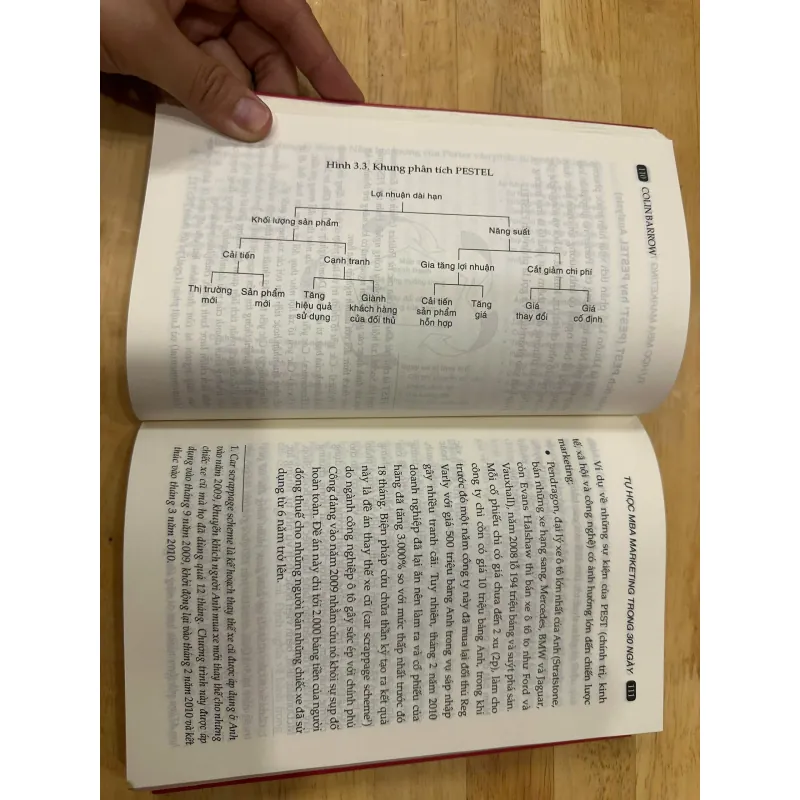 110 COLIN BARROW
Hình 3.3. Khung phân tích PESTEL
Lợi nhuận dài hạn
Khối lượng sản phẩm
Năng suất
Cải tiến
Cạnh tranh
Gia tăng lợi nhuận
Cắt giảm chi phí
Thị trường
mới
Sản phẩm
mới
Tăng
hiệu quả
sử dụng
Giành
khách hàng
của đối thủ
Cải tiến
sản phẩm
hỗn hợp
Tăng
giá
Giá
thay đổi
Giá
cố định
TỰ HỌC MBA MARKETING TRONG 30 NGÀY 111
Ví dụ về những sự kiện của PEST (chính trị, kinh
tế, xã hội và công nghệ) có ảnh hưởng lớn đến chiến lược
marketing:
• Pendragon, đại lý xe ô tô lớn nhất của Anh (Stratstone,
bán những xe hạng sang, Mercedes, BMW và Jaguar,
còn Evans Halshaw thì bán xe ô tô to như Ford và
Vauxhall), năm 2008 lỗ 194 triệu bảng và suýt phá sản.
Mỗi cổ phiếu chỉ có giá chưa đến 2 xu (2p), làm cho
công ty chỉ còn có giá 10 triệu bảng Anh, trong khi
trước đó một năm công ty này đã mua lại đối thủ Reg
Varly với giá 500 triệu bảng Anh trong vụ sáp nhập
gây nhiều tranh cãi. Tuy nhiên, tháng 2 năm 2010
doanh nghiệp đã lại ăn nên làm ra và cổ phiếu của
hãng đã tăng 3.000% so với mức thấp nhất trước đó
18 tháng. Biện pháp cứu chữa thần kỳ tạo ra kết quả
này là đề án thay thế xe cũ (car scrappage scheme¹)
do ngành công nghiệp ô tô gây sức ép với chính phủ
Công đảng vào năm 2009 nhằm cứu nó khỏi sự sụp đổ
hoàn toàn. Đề án này chi tới 2.000 bảng tiền của người
đóng thuế cho những người bán những chiếc xe đã sử
dụng từ 6 năm trở lên.
1. Car scrappage scheme là kế hoạch thay thế xe cũ được áp dụng ở Anh
vào năm 2009, khuyến khích người Anh mua xe mới thay thế cho những
chiếc xe cũ mà họ đã dùng quá 12 tháng. Chương trình này được áp
dụng vào tháng 9 năm 2009, khởi động lại vào tháng 2 năm 2010 và kết
thúc vào tháng 3 năm 2010.